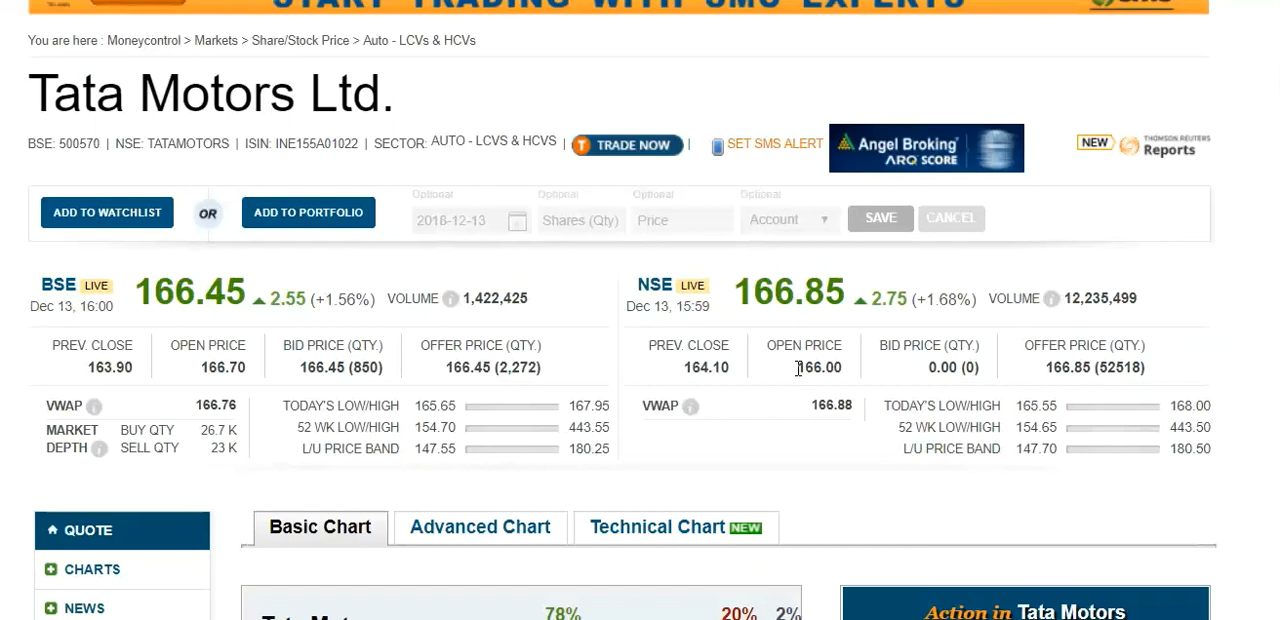 START TRADING WITH SMC EXPERTS
You are here : Moneycontrol > Markets > Share/Stock Price > Auto - LCVs & HCVs
Tata Motors Ltd.
BSE: 500570 | NSE: TATAMOTORS | ISIN: INE155A01022 | SECTOR: AUTO - LCVS & HCVS | T TRADE NOW | SET SMS ALERT
Angel Broking
ARQ SCORE
NEW THOMSON REUTERS
Reports
ADD TO WATCHLIST OR ADD TO PORTFOLIO
Optional Optional Optional Optional
2018-12-13 Shares (Qty) Price Account SAVE CANCEL
BSE LIVE 166.45 2.55 (+1.56%) VOLUME 1,422,425
Dec 13, 16:00
PREV. CLOSE OPEN PRICE BID PRICE (QTY.) OFFER PRICE (QTY.)
163.90 166.70 166.45 (850) 166.45 (2,272)
VWAP 166.76
MARKET BUY QTY 26.7 K
DEPTH SELL QTY 23 K
TODAY'S LOW/HIGH 165.65 167.95
52 WK LOW/HIGH 154.70 443.55
L/U PRICE BAND 147.55 180.25
NSE LIVE 166.85 2.75 (+1.68%) VOLUME 12,235,499
Dec 13, 15:59
PREV. CLOSE OPEN PRICE BID PRICE (QTY.) OFFER PRICE (QTY.)
164.10 166.00 0.00 (0) 166.85 (52518)
VWAP 166.88
TODAY'S LOW/HIGH 165.55 168.00
52 WK LOW/HIGH 154.65 443.50
L/U PRICE BAND 147.70 180.50
QUOTE
CHARTS
NEWS
Basic Chart Advanced Chart Technical Chart NEW
78% 20% 2%
Action in Tata Motors